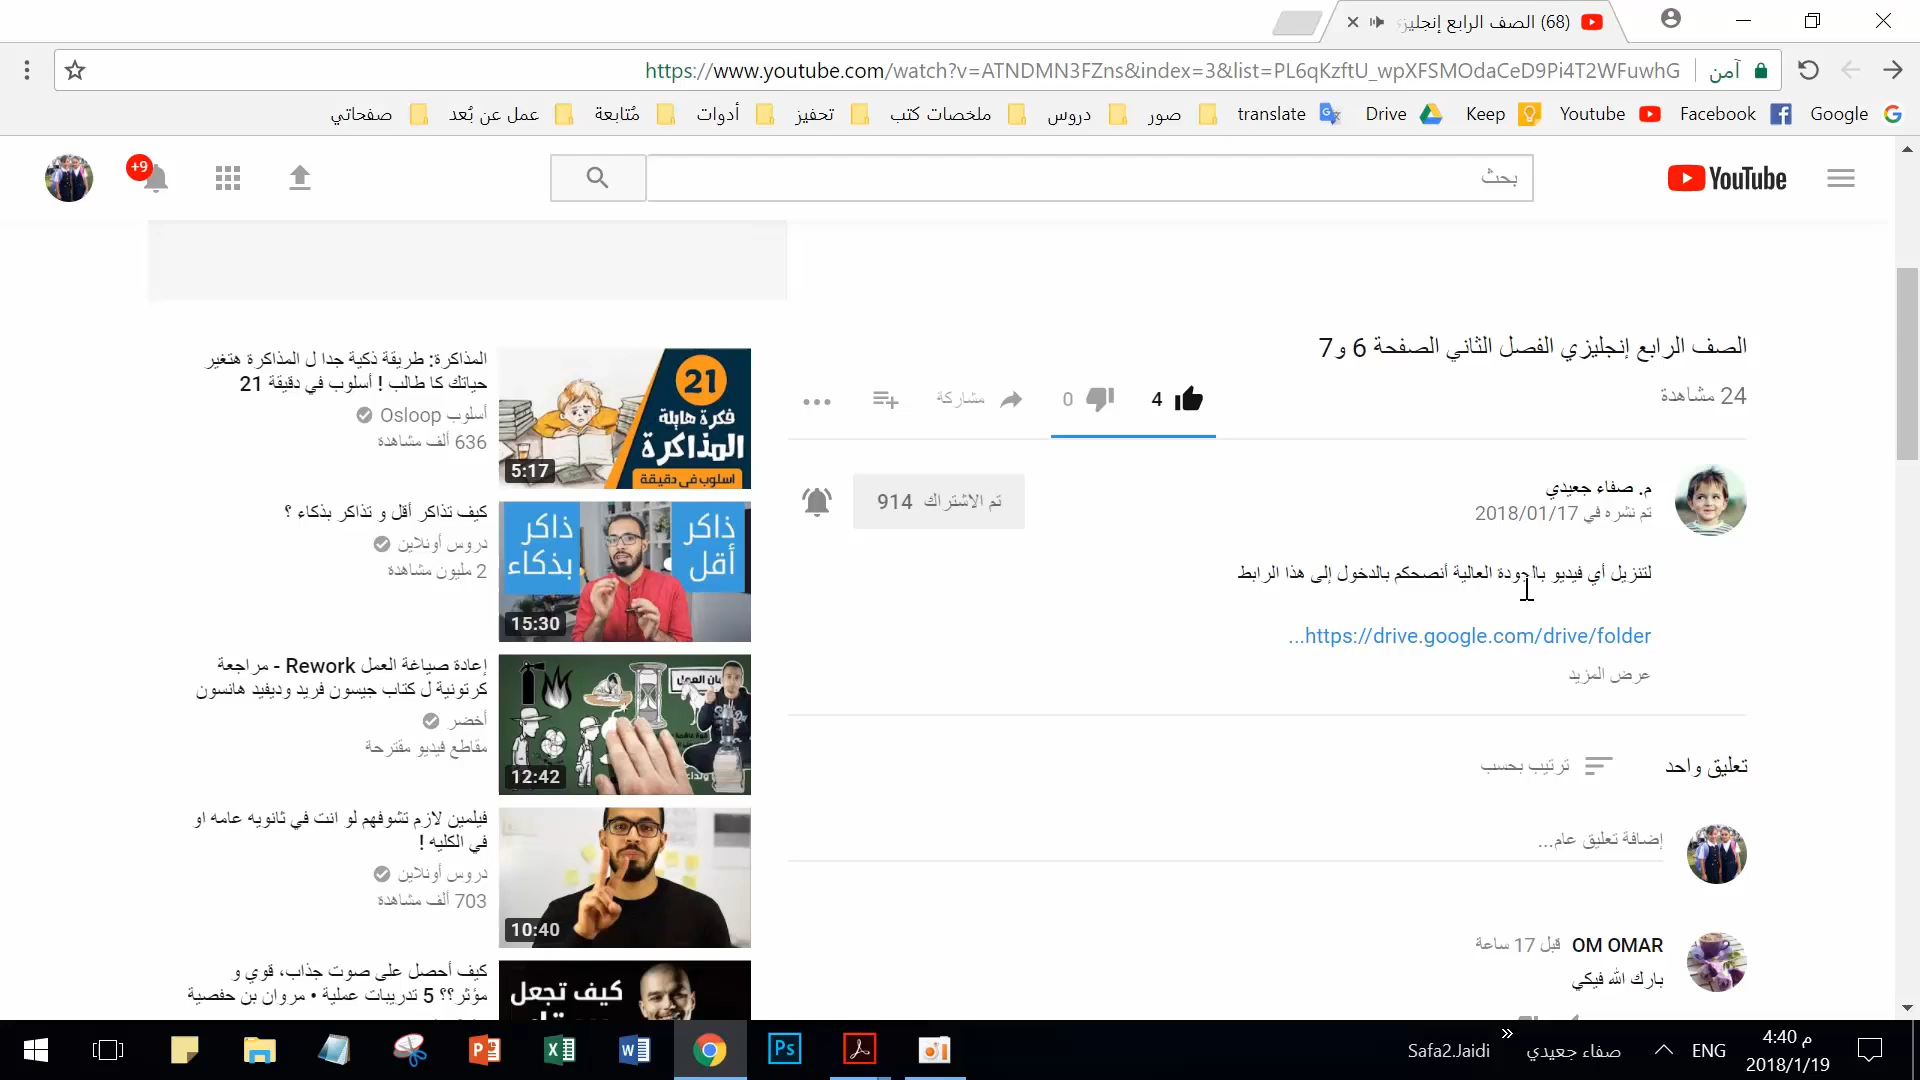 (68) الصف الرابع إنجليزي
آمن
https://www.youtube.com/watch?v=ATNDMN3FZns&index=3&list=PL6qKzftU_wpXFSMOdaCeD9Pi4T2WFuwhG
Google Facebook Youtube Keep Drive translate صور دروس ملخصات كتب تحفيز أدوات مُتابعة عمل عن بُعد صفحاتي
YouTube
بحث
+9
الصف الرابع إنجليزي الفصل الثاني الصفحة 6 و7
24 مشاهدة
4 0 مشاركة
م. صفاء جعيدي
تم نشره في 2018/01/17
تم الاشتراك 914
لتنزيل أي فيديو بالجودة العالية أنصحكم بالدخول إلى هذا الرابط
https://drive.google.com/drive/folder...
عرض المزيد
تعليق واحد
ترتيب بحسب
إضافة تعليق عام...
OM OMAR قبل 17 ساعة
بارك الله فيكي
21
فكرة هايلة
المذاكرة
اسلوب في دقيقة
5:17
المذاكرة: طريقة ذكية جدا ل المذاكرة هتغير
حياتك كا طالب ! أسلوب في دقيقة 21
أسلوب Osloop
636 ألف مشاهدة
ذاكر أقل
ذاكر بذكاء
15:30
كيف تذاكر أقل و تذاكر بذكاء ؟
دروس أونلاين
2 مليون مشاهدة
12:42
إعادة صياغة العمل Rework - مراجعة
كرتونية ل كتاب جيسون فريد وديفيد هانسون
أخضر
مقاطع فيديو مقترحة
10:40
فيلمين لازم تشوفهم لو انت في ثانويه عامه او
في الكليه !
دروس أونلاين
703 ألف مشاهدة
كيف تجعل
كيف أحصل على صوت جذاب، قوي و
مؤثر؟؟ 5 تدريبات عملية • مروان بن حفصية
Ps
Safa2.Jaidi
صفاء جعيدي
ENG
4:40 م
2018/1/19